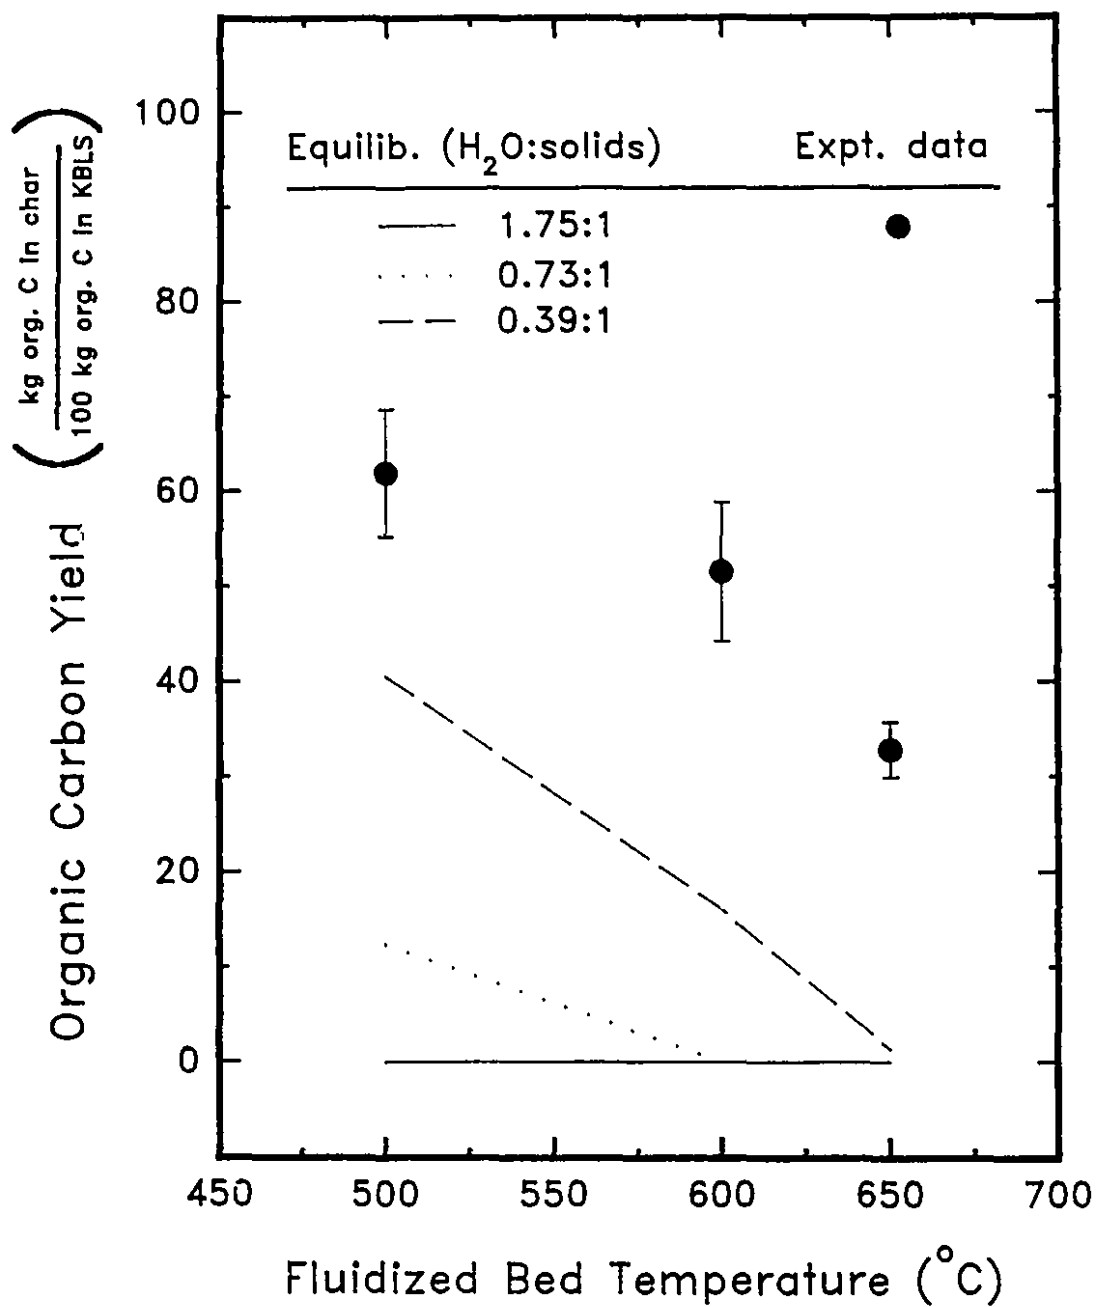 Organic Carbon Yield (kg org. C in char
100 kg org. C in KBLS)
100
80
60
40
20
0
Equilib. (H₂O:solids) Expt. data
1.75:1
0.73:1
0.39:1
450 500 550 600 650 700
Fluidized Bed Temperature (°C)